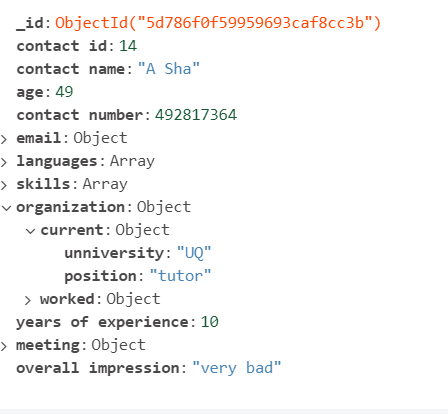 _id: ObjectId("5d786f0f59959693caf8cc3b")
contact id: 14
contact name: "A Sha"
age: 49
contact number: 492817364
email: Object
languages: Array
skills: Array
organization: Object
current: Object
unniversity: "UQ"
position: "tutor"
worked: Object
years of experience: 10
meeting: Object
overall impression: "very bad"